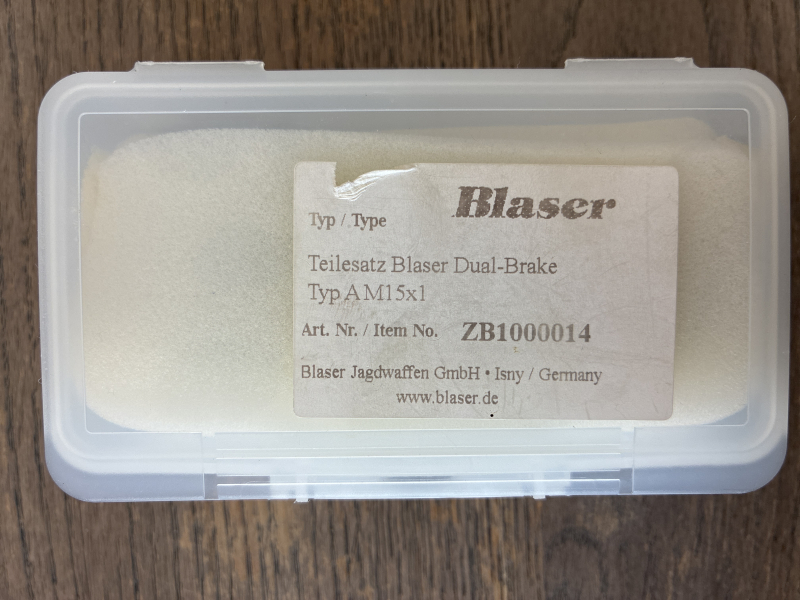 Blaser
Typ / Type
Teilesatz Blaser Dual-Brake
Typ A M15x1
Art. Nr. / Item No. ZB1000014
Blaser Jagdwaffen GmbH • Isny / Germany
www.blaser.de